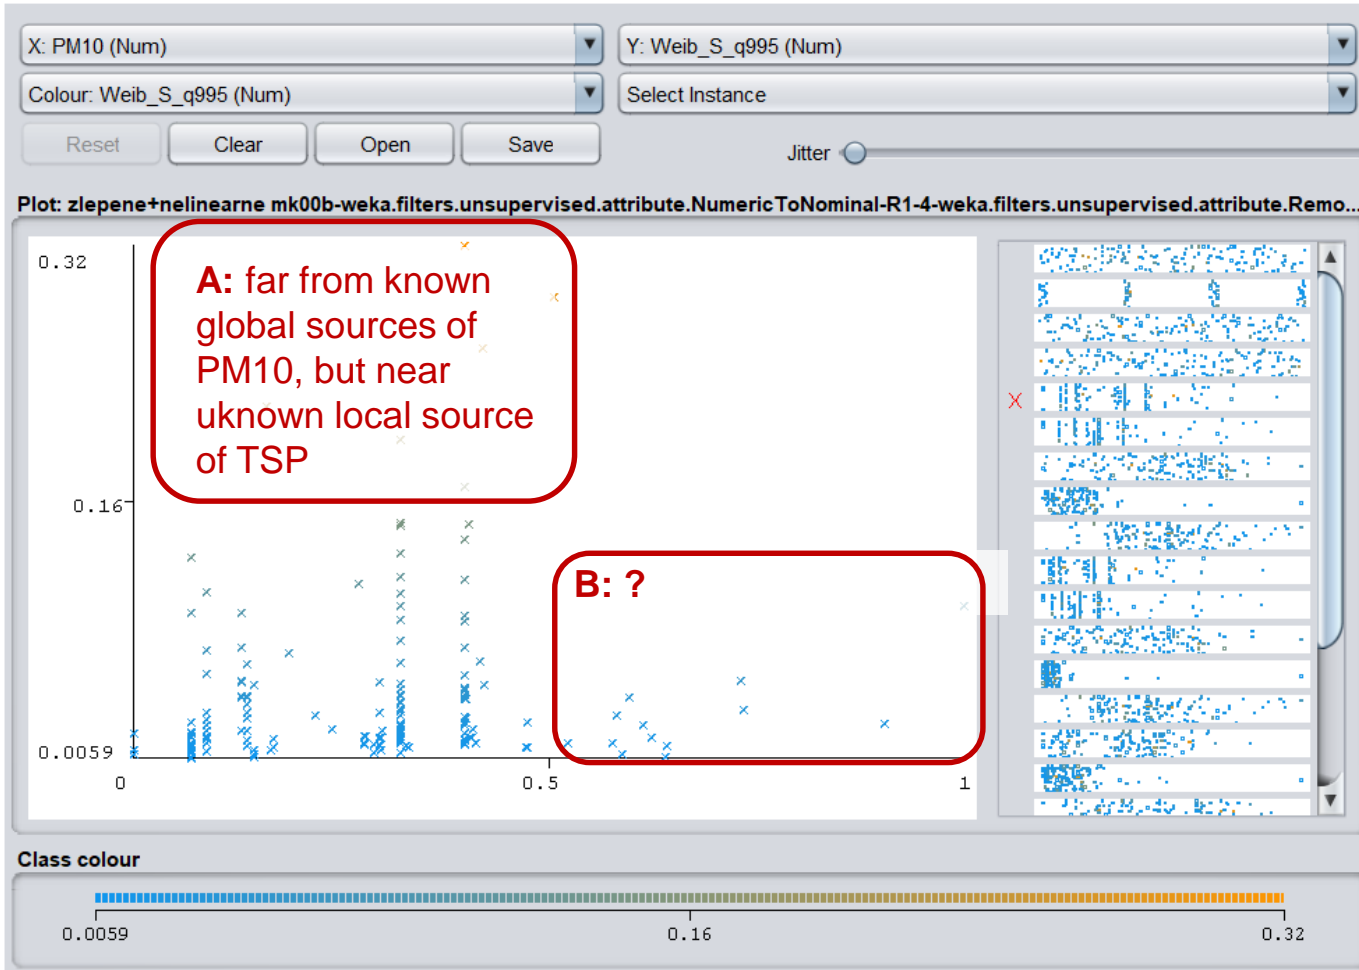 X: PM10 (Num)
Y: Weib_S_q995 (Num)
Colour: Weib_S_q995 (Num)
Select Instance
Reset
Clear
Open
Save
Jitter
Plot: zlepene+nelinearne mk00b-weka.filters.unsupervised.attribute.NumericToNominal-R1-4-weka.filters.unsupervised.attribute.Remo...
0.32
A: far from known
global sources of
PM10, but near
uknown local source
of TSP
X
0.16
B: ?
0.0059
0
0.5
1
Class colour
0.0059
0.16
0.32